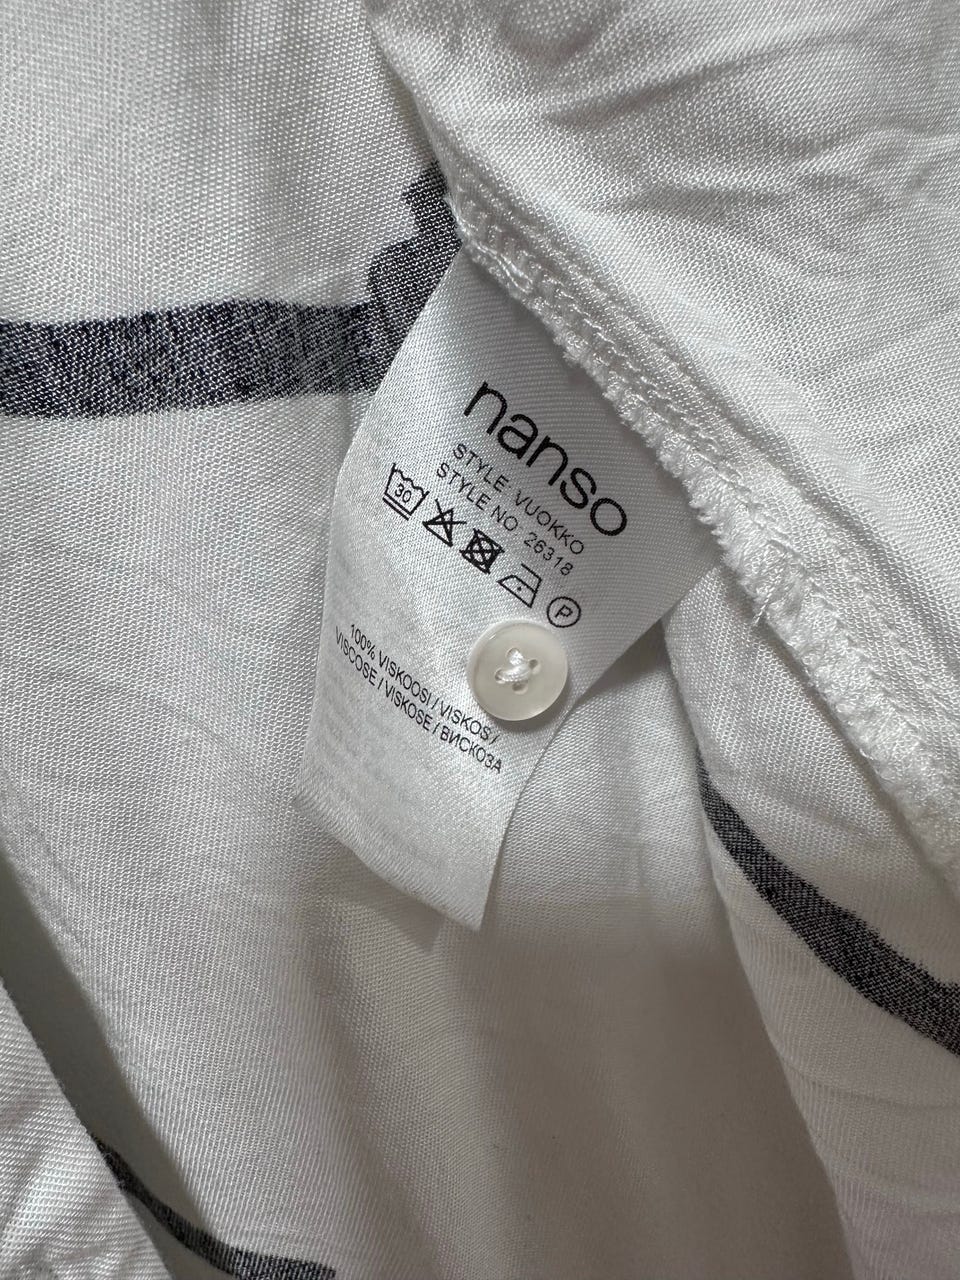 nanso
STYLE VUOKKO
STYLE NO. 26318
30
P
100% VISKOOSI / VISKOS /
VISCOSE / VISKOSE / ВИСКОЗА